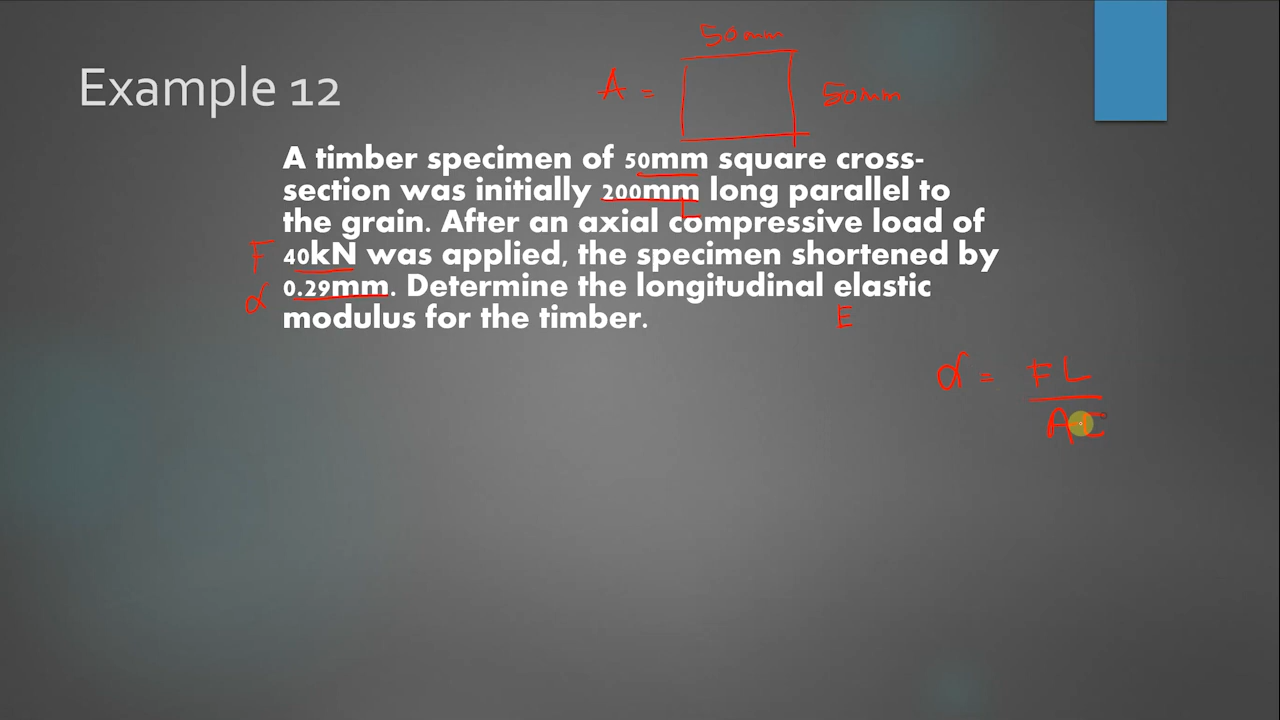 50mm
Example 12
A =
50mm
A timber specimen of 50mm square cross-
section was initially 200mm long parallel to
L
the grain. After an axial compressive load of
F
40kN was applied, the specimen shortened by
α
0.29mm. Determine the longitudinal elastic
modulus for the timber.
E
α = FL
AE